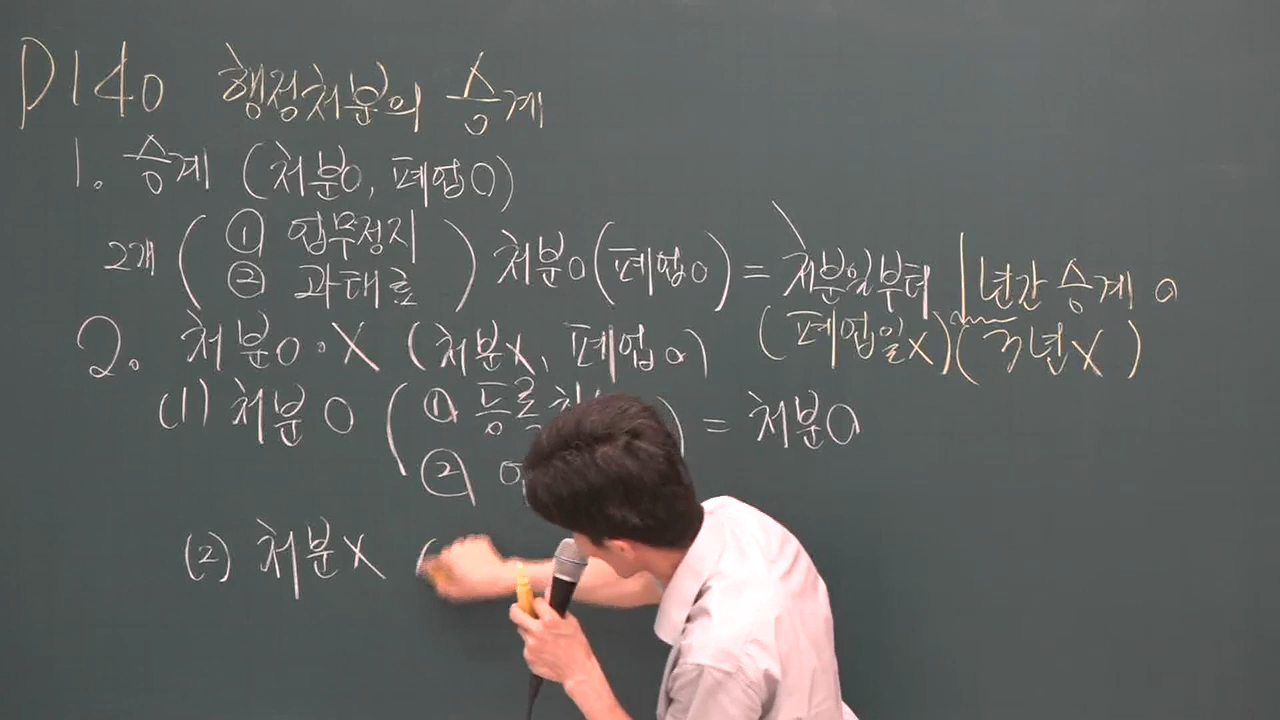 P140 행정처분의 승계
1. 승계 (처분O, 폐업O)
2개 ( ① 업무정지
② 과태료 ) 처분O (폐업O) = 처분일부터 1년간 승계 O
(폐업일X) (3년X)
2. 처분O·X (처분X, 폐업O)
(1) 처분O ( ① 등록 ) = 처분O
②
(2) 처분X (